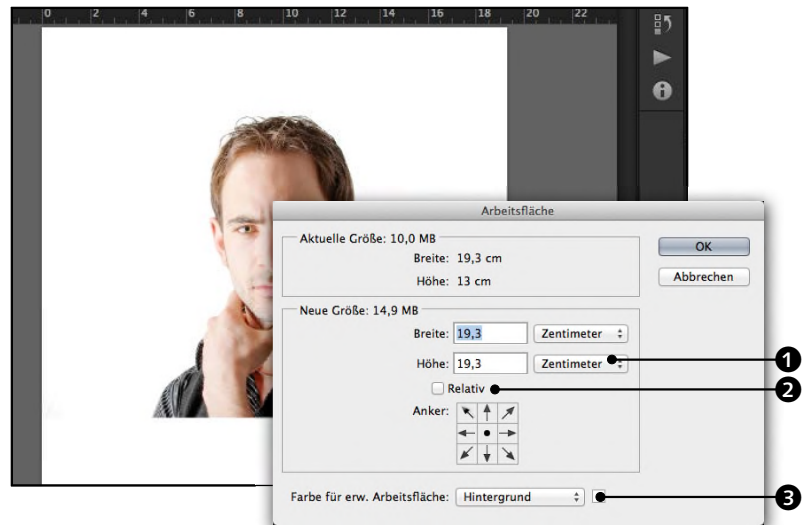 0 2 4 6 8 10 12 14 16 18 20 22
Arbeitsfläche
Aktuelle Größe: 10,0 MB
Breite: 19,3 cm
Höhe: 13 cm
OK
Abbrechen
Neue Größe: 14,9 MB
Breite: 19,3 Zentimeter
Höhe: 19,3 Zentimeter
1
Relativ
2
Anker:
Farbe für erw. Arbeitsfläche: Hintergrund
3